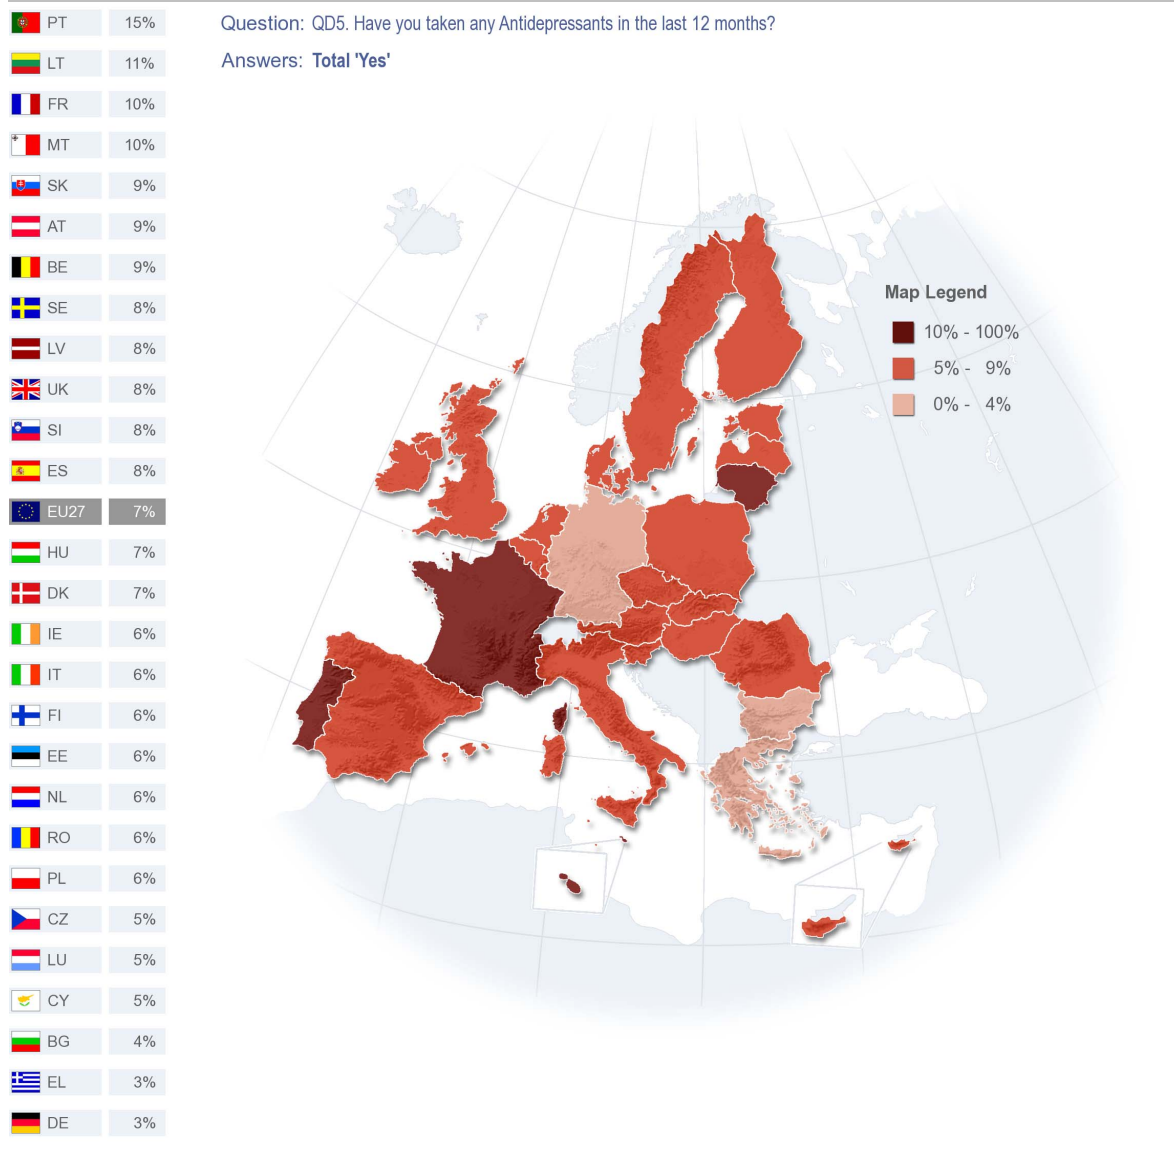 Question: QD5. Have you taken any Antidepressants in the last 12 months?
Answers: Total 'Yes'
PT 15%
LT 11%
FR 10%
MT 10%
SK 9%
AT 9%
BE 9%
SE 8%
LV 8%
UK 8%
SI 8%
ES 8%
EU27 7%
HU 7%
DK 7%
IE 6%
IT 6%
FI 6%
EE 6%
NL 6%
RO 6%
PL 6%
CZ 5%
LU 5%
CY 5%
BG 4%
EL 3%
DE 3%
Map Legend
10% - 100%
5% - 9%
0% - 4%